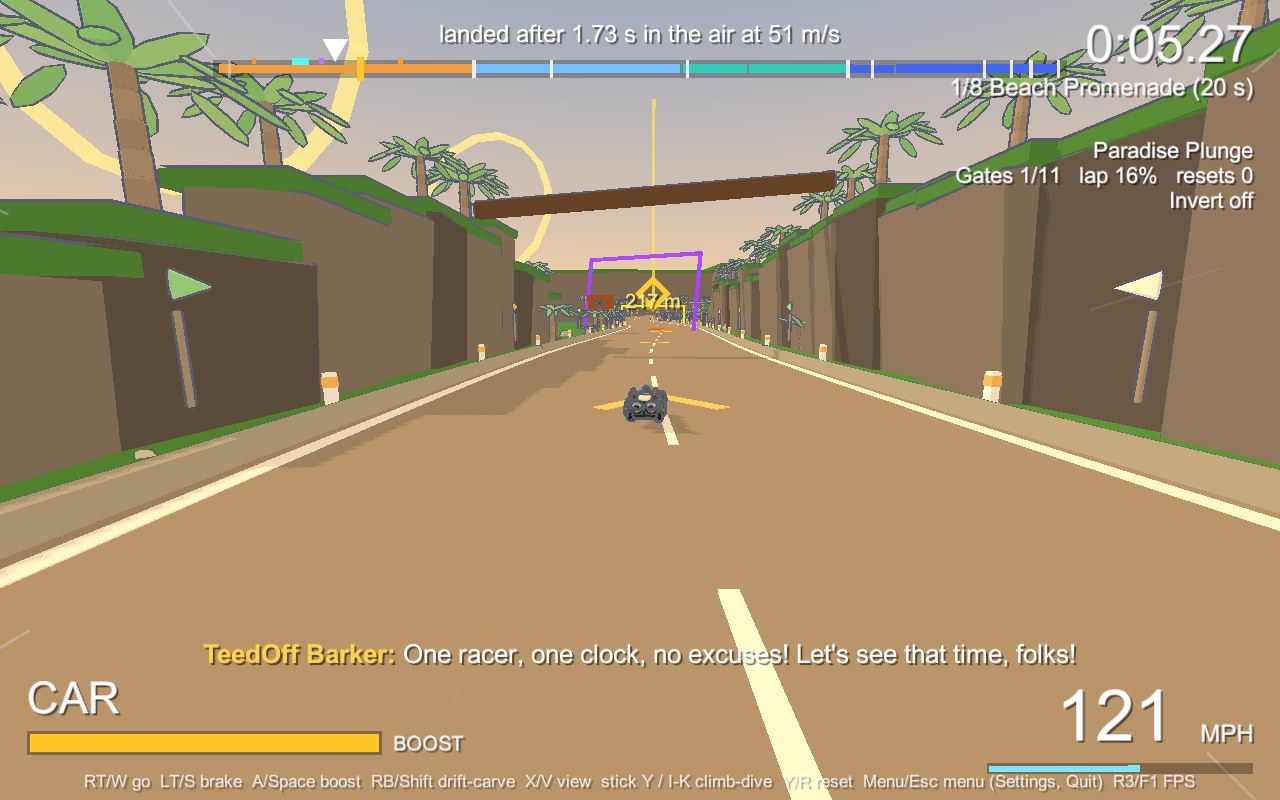 landed after 1.73 s in the air at 51 m/s
0:05.27
1/8 Beach Promenade (20 s)
Paradise Plunge
Gates 1/11 lap 16% resets 0
Invert off
217 m
TeedOff Barker: One racer, one clock, no excuses! Let's see that time, folks!
CAR
BOOST
121 MPH
RT/W go LT/S brake A/Space boost RB/Shift drift-carve X/V view stick Y / I-K climb-dive Y/R reset Menu/Esc menu (Settings, Quit) R3/F1 FPS